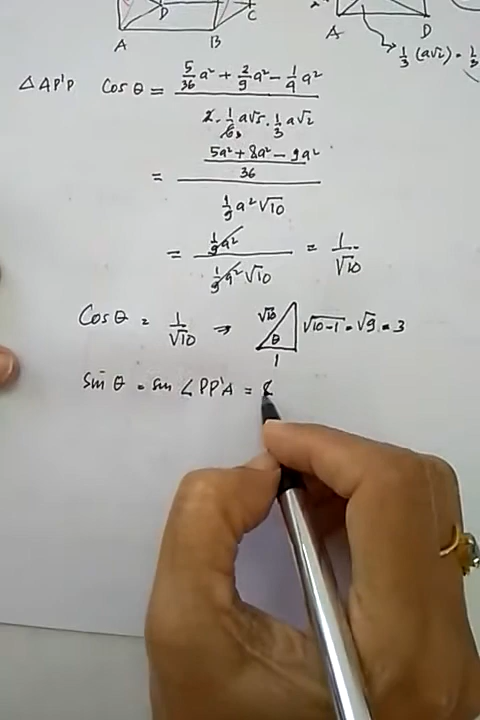 D C
A B A D
1/3 (a√2) = 1/3
△ AP'P Cos θ = (5/36 a² + 2/9 a² - 1/4 a²) / (2 · 1/6 a√5 · 1/3 a√2)
= ((5a² + 8a² - 9a²)/36) / (1/9 a² √10)
= (1/9 a²) / (1/9 a² √10) = 1/√10
Cos θ = 1/√10 ⇒ √10 θ 1 √10-1 = √9 = 3
Sin θ = sin ∠PP'A =